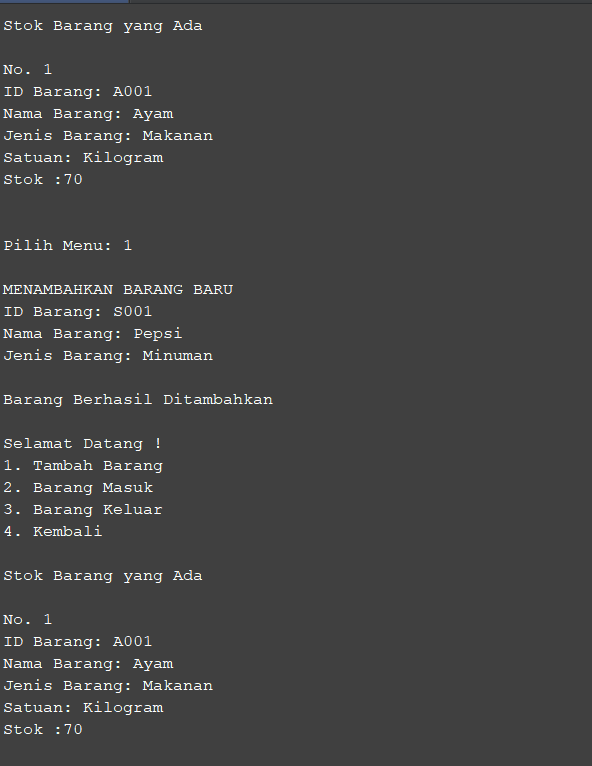 Stok Barang yang Ada
No. 1
ID Barang: A001
Nama Barang: Ayam
Jenis Barang: Makanan
Satuan: Kilogram
Stok :70
Pilih Menu: 1
MENAMBAHKAN BARANG BARU
ID Barang: S001
Nama Barang: Pepsi
Jenis Barang: Minuman
Barang Berhasil Ditambahkan
Selamat Datang !
1. Tambah Barang
2. Barang Masuk
3. Barang Keluar
4. Kembali
Stok Barang yang Ada
No. 1
ID Barang: A001
Nama Barang: Ayam
Jenis Barang: Makanan
Satuan: Kilogram
Stok :70